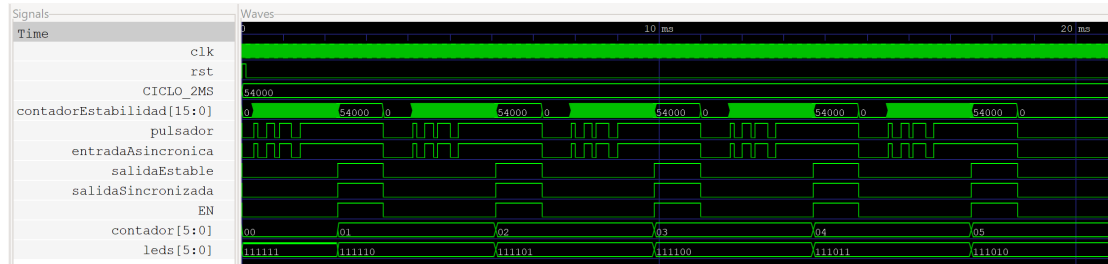 Signals Waves
Time 0 10 ms 20 ms
clk
rst
CICLO_2MS 54000
contadorEstabilidad[15:0] 0 54000 0 54000 0 54000 0 54000 0 54000 0
pulsador
entradaAsincronica
salidaEstable
salidaSincronizada
EN
contador[5:0] 00 01 02 03 04 05
leds[5:0] 111111 111110 111101 111100 111011 111010